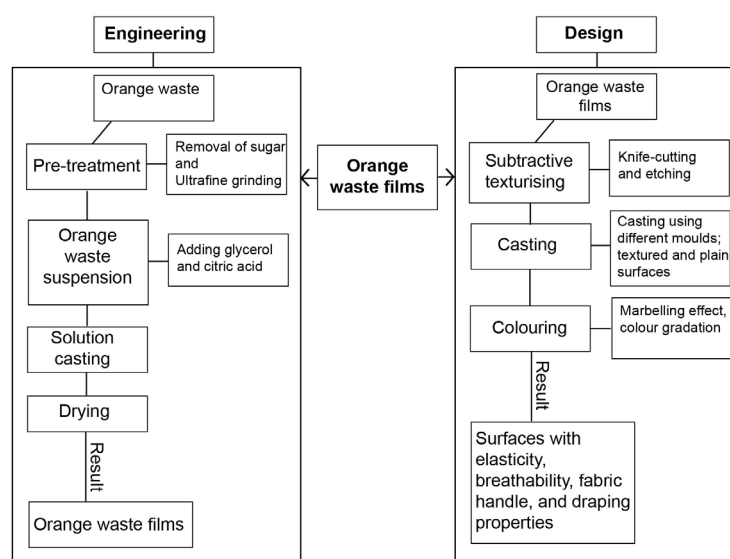 Engineering
Orange waste
Pre-treatment
Removal of sugar
and
Ultrafine grinding
Orange
waste
suspension
Adding glycerol
and citric acid
Solution
casting
Drying
Result
Orange waste films
Orange
waste films
Design
Orange waste
films
Subtractive
texturising
Knife-cutting
and etching
Casting
Casting using
different moulds;
textured and plain
surfaces
Colouring
Marbelling effect,
colour gradation
Result
Surfaces with
elasticity,
breathability, fabric
handle, and draping
properties